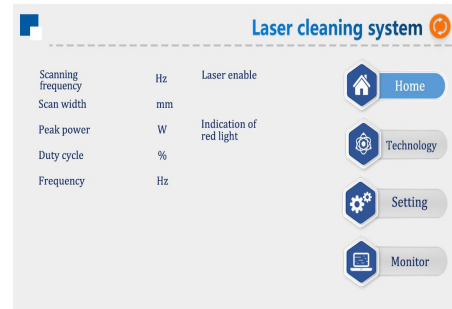 Laser cleaning system
Scanning
frequency
Hz
Laser enable
Home
Scan width
mm
Peak power
W
Indication of
red light
Technology
Duty cycle
%
Frequency
Hz
Setting
Monitor